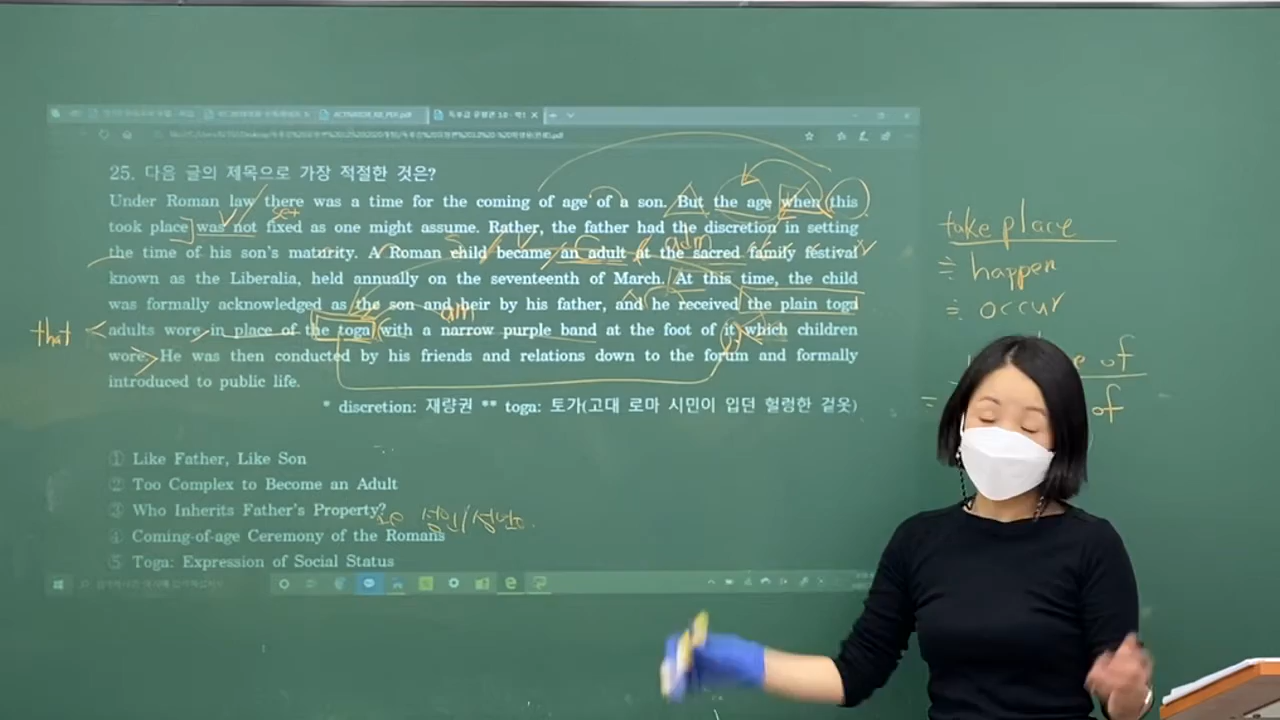 ACTIVATOR_KB_PDF.pdf
25. 다음 글의 제목으로 가장 적절한 것은?
Under Roman law there was a time for the coming of age of a son. But the age when this
set
took place was not fixed as one might assume. Rather, the father had the discretion in setting
adm
the time of his son's maturity. A Roman child became an adult at the sacred family festival
known as the Liberalia, held annually on the seventeenth of March. At this time, the child
was formally acknowledged as the son and heir by his father, and he received the plain toga
that
adults wore in place of the toga with a narrow purple band at the foot of it which children
wore. He was then conducted by his friends and relations down to the forum and formally
introduced to public life.
* discretion: 재량권 ** toga: 토가(고대 로마 시민이 입던 헐렁한 겉옷)
① Like Father, Like Son
② Too Complex to Become an Adult
③ Who Inherits Father's Property?
성인/성년
④ Coming-of-age Ceremony of the Romans
⑤ Toga: Expression of Social Status
take place
≒ happen
≒ occur
of
≒ of